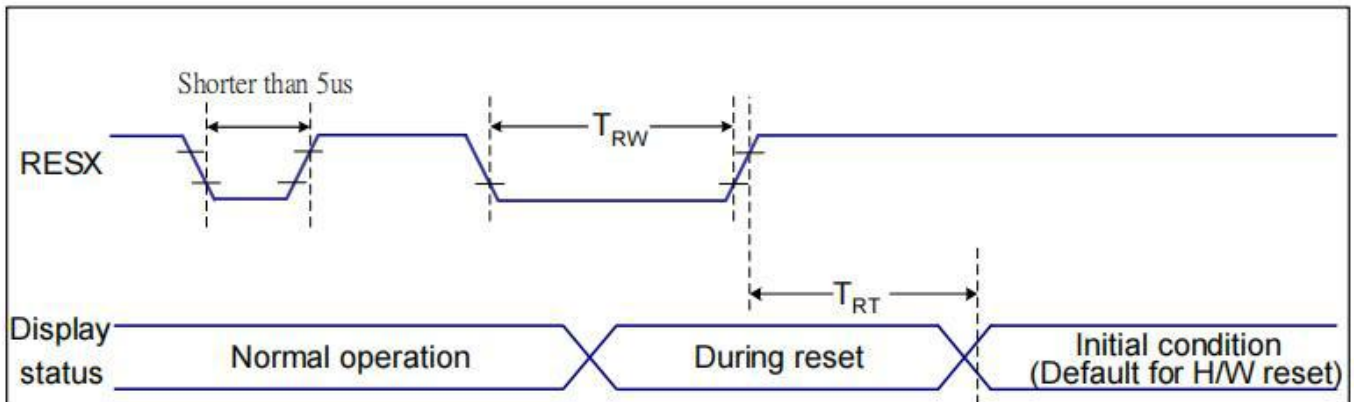 Shorter than 5us
RESX
TRW
TRT
Display
status
Normal operation
During reset
Initial condition
(Default for H/W reset)